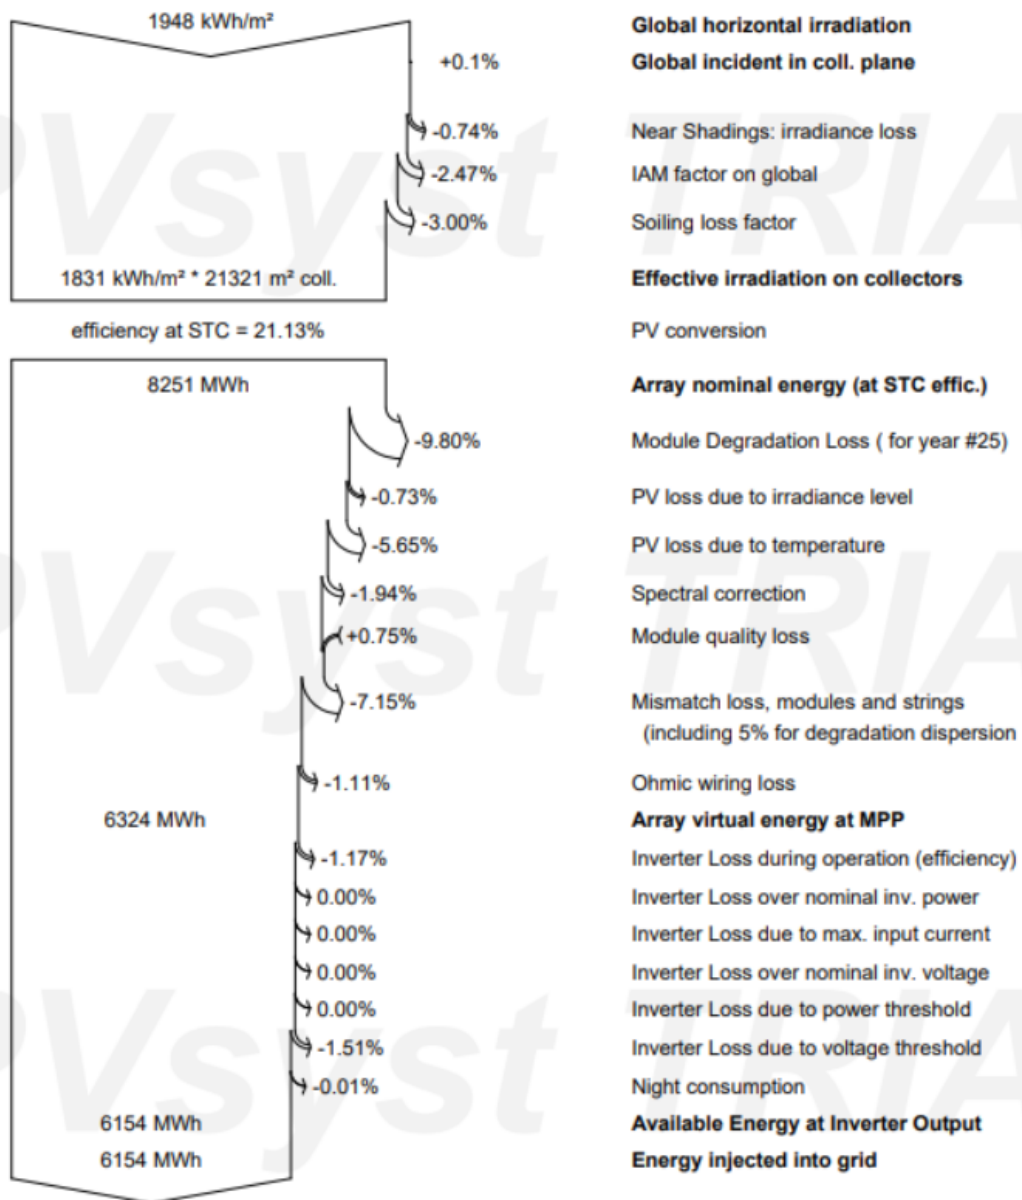 1948 kWh/m² Global horizontal irradiation
+0.1% Global incident in coll. plane
-0.74% Near Shadings: irradiance loss
-2.47% IAM factor on global
-3.00% Soiling loss factor
1831 kWh/m² * 21321 m² coll. Effective irradiation on collectors
efficiency at STC = 21.13% PV conversion
8251 MWh Array nominal energy (at STC effic.)
-9.80% Module Degradation Loss ( for year #25)
-0.73% PV loss due to irradiance level
-5.65% PV loss due to temperature
-1.94% Spectral correction
+0.75% Module quality loss
-7.15% Mismatch loss, modules and strings
(including 5% for degradation dispersion
-1.11% Ohmic wiring loss
6324 MWh Array virtual energy at MPP
-1.17% Inverter Loss during operation (efficiency)
0.00% Inverter Loss over nominal inv. power
0.00% Inverter Loss due to max. input current
0.00% Inverter Loss over nominal inv. voltage
0.00% Inverter Loss due to power threshold
-1.51% Inverter Loss due to voltage threshold
-0.01% Night consumption
6154 MWh Available Energy at Inverter Output
6154 MWh Energy injected into grid
PVsyst TRIA
PVsyst TRIA
PVsyst TRIA